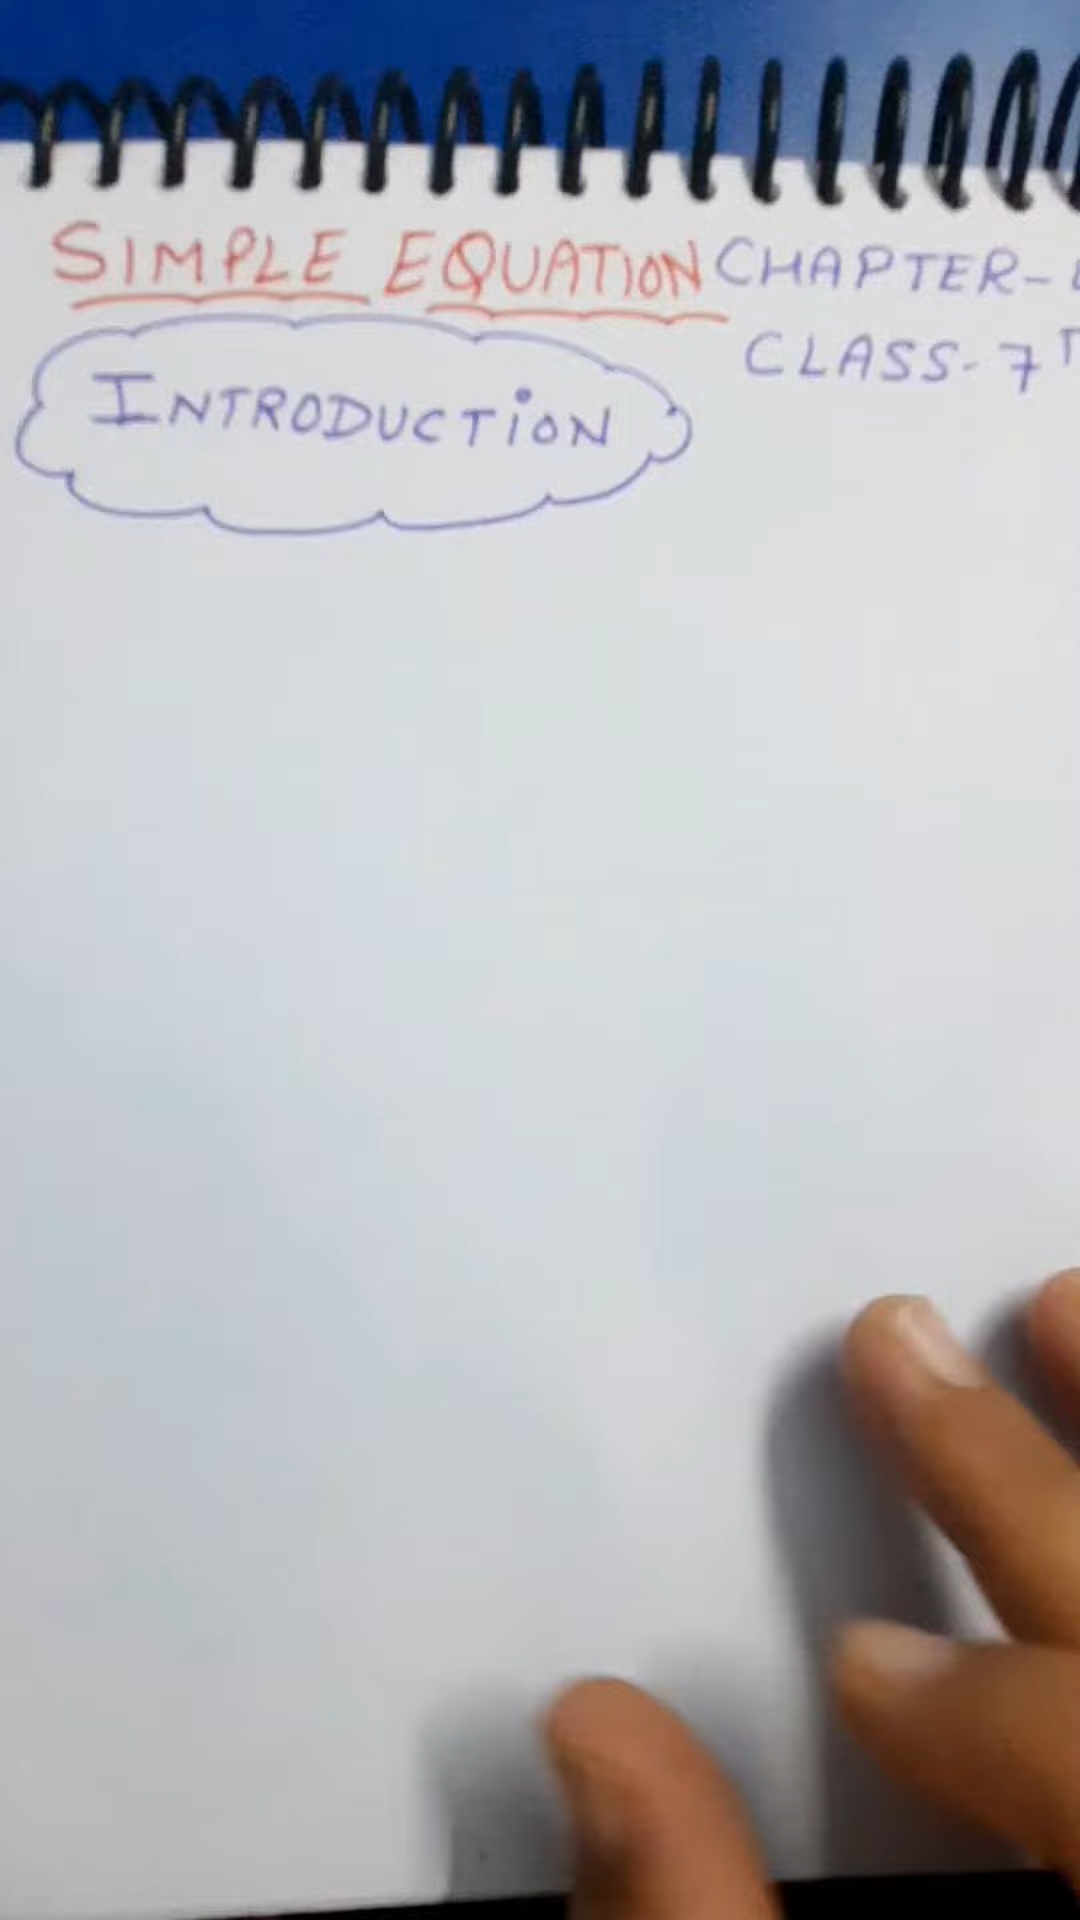 SIMPLE EQUATION CHAPTER-
CLASS-7
INTRODUCTION